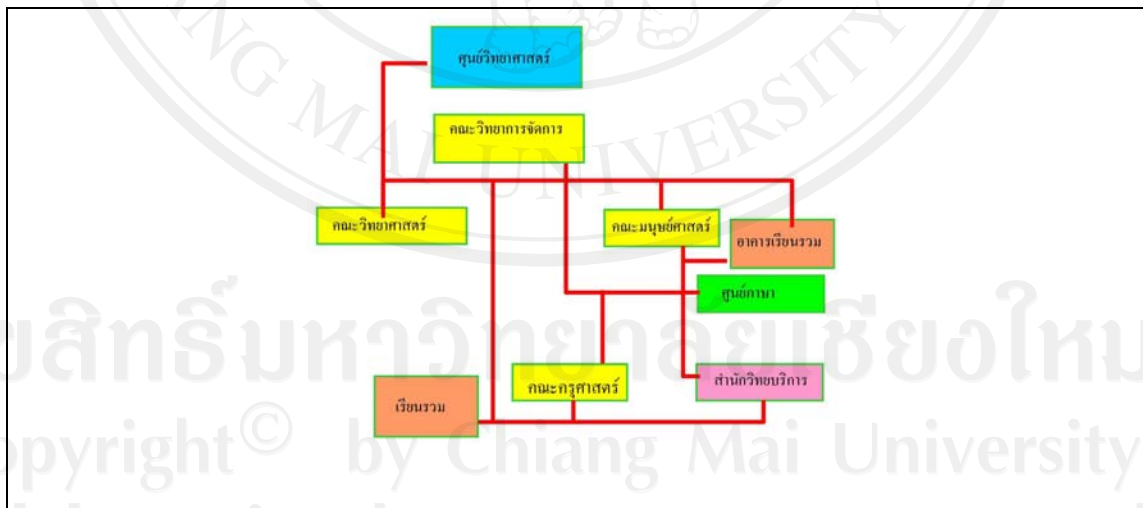 ศูนย์วิทยาศาสตร์
คณะวิทยาการจัดการ
คณะวิทยาศาสตร์
คณะมนุษย์ศาสตร์
อาคารเรียนรวม
ศูนย์ภาษา
คณะครุศาสตร์
สำนักวิทยบริการ
เรียนรวม
ANG MAI UNIVERSITY
ยสิทธิ์มหาวิทยาลัยเชียงใหม
opyright© by Chiang Mai University